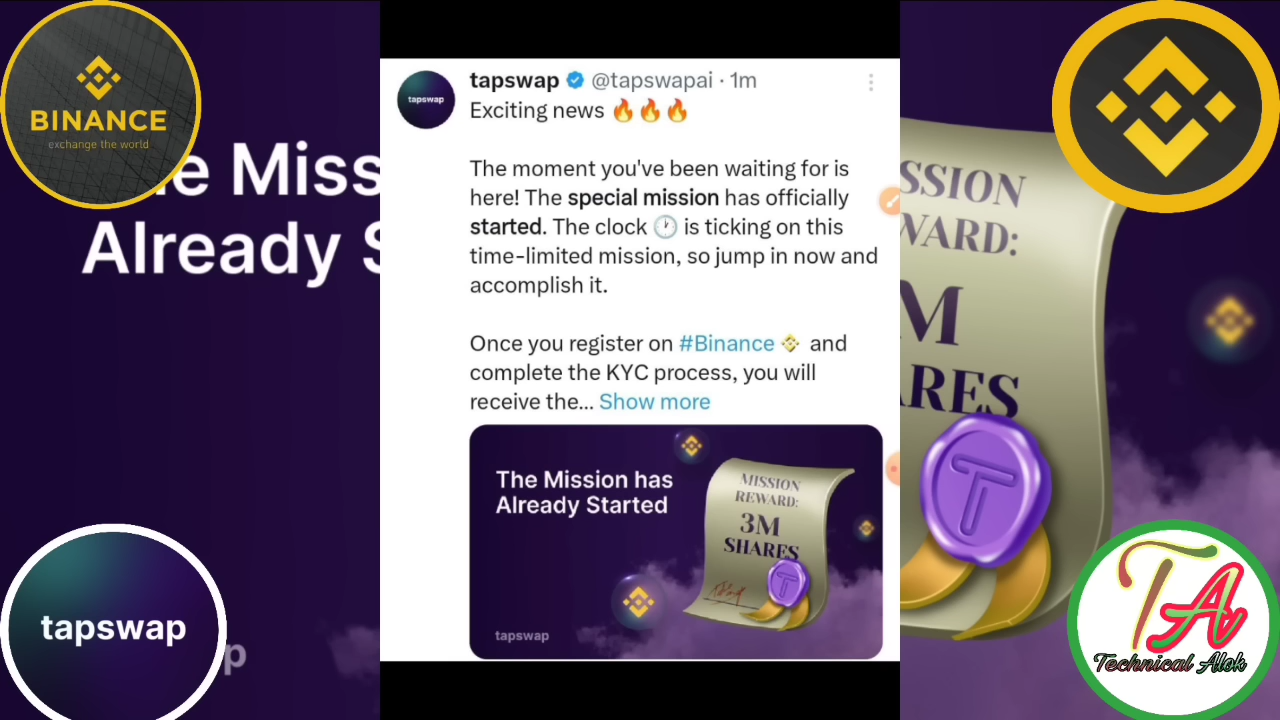 BINANCE
exchange the world
The Miss
Already S
tapswap
p
tapswap @tapswapai · 1m
Exciting news 🔥🔥🔥
The moment you've been waiting for is
here! The special mission has officially
started. The clock 🕐 is ticking on this
time-limited mission, so jump in now and
accomplish it.
Once you register on #Binance and
complete the KYC process, you will
receive the... Show more
The Mission has
Already Started
MISSION
REWARD:
3M
SHARES
T
tapswap
SSION
WARD:
M
ARES
T
TA
Technical Alok